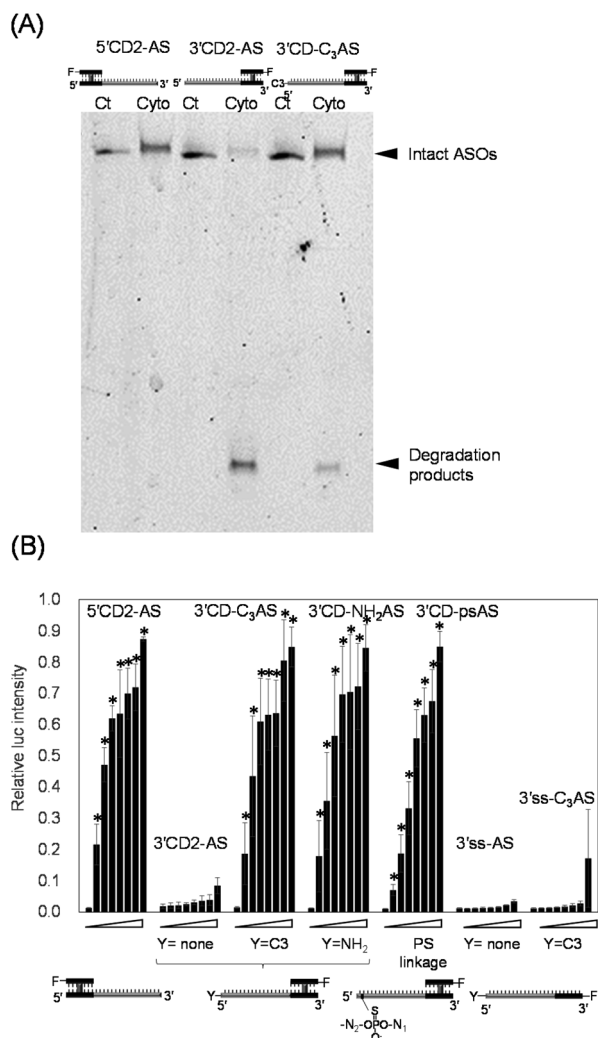 (A)
5'CD2-AS 3'CD2-AS 3'CD-C₃AS
F F F
5' 3' 5' 3' C3 5' 3'
Ct Cyto Ct Cyto Ct Cyto
Intact ASOs
Degradation
products
(B)
1.0
0.9
0.8
0.7
0.6
0.5
0.4
0.3
0.2
0.1
0.0
Relative luc intensity
5'CD2-AS 3'CD-C₃AS 3'CD-NH₂AS 3'CD-psAS
3'CD2-AS 3'ss-AS 3'ss-C₃AS
* * * * * * *
* * * * * * *
* * * * * * *
* * * * * * *
Y= none Y=C3 Y=NH₂ PS Y= none Y=C3
linkage
F F F
5' 3' Y 5' 3' 5' 3' Y 5' 3' F
S
-N₂-OPO-N₁
O-